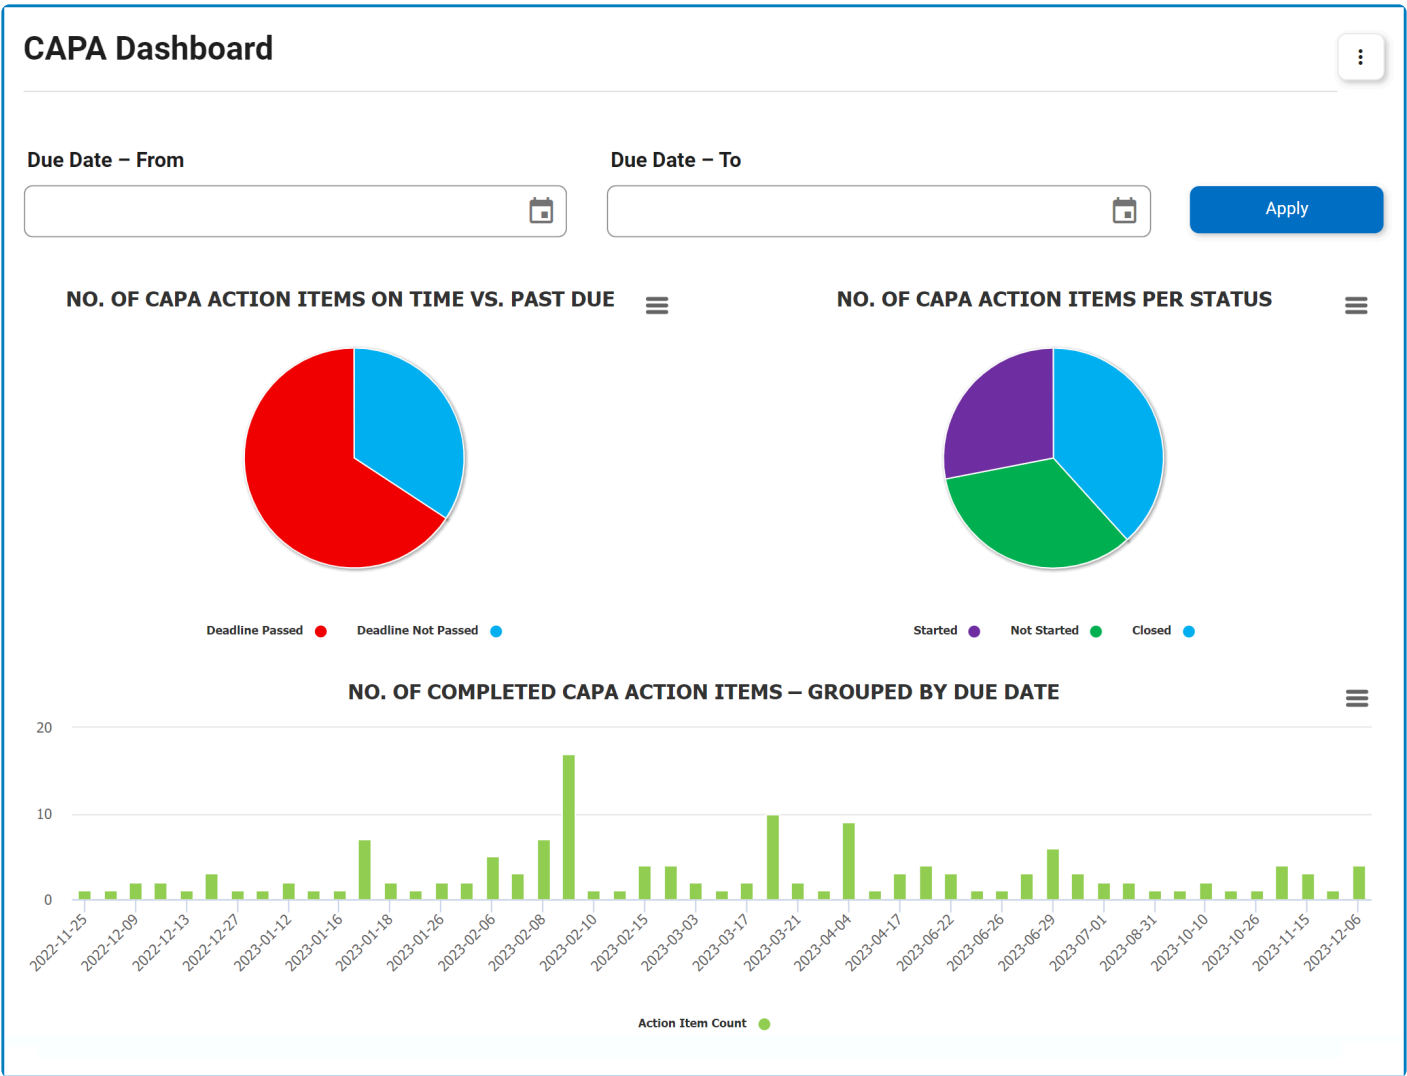 CAPA Dashboard
Due Date – From
Due Date – To
Apply
NO. OF CAPA ACTION ITEMS ON TIME VS. PAST DUE
NO. OF CAPA ACTION ITEMS PER STATUS
Deadline Passed
Deadline Not Passed
Started
Not Started
Closed
NO. OF COMPLETED CAPA ACTION ITEMS – GROUPED BY DUE DATE
20
10
0
2022-11-25
2022-12-09
2022-12-13
2022-12-27
2023-01-12
2023-01-16
2023-01-18
2023-01-26
2023-02-06
2023-02-08
2023-02-10
2023-02-15
2023-03-03
2023-03-17
2023-03-21
2023-04-04
2023-04-17
2023-06-22
2023-06-26
2023-06-29
2023-07-01
2023-08-31
2023-10-10
2023-10-26
2023-11-15
2023-12-06
Action Item Count